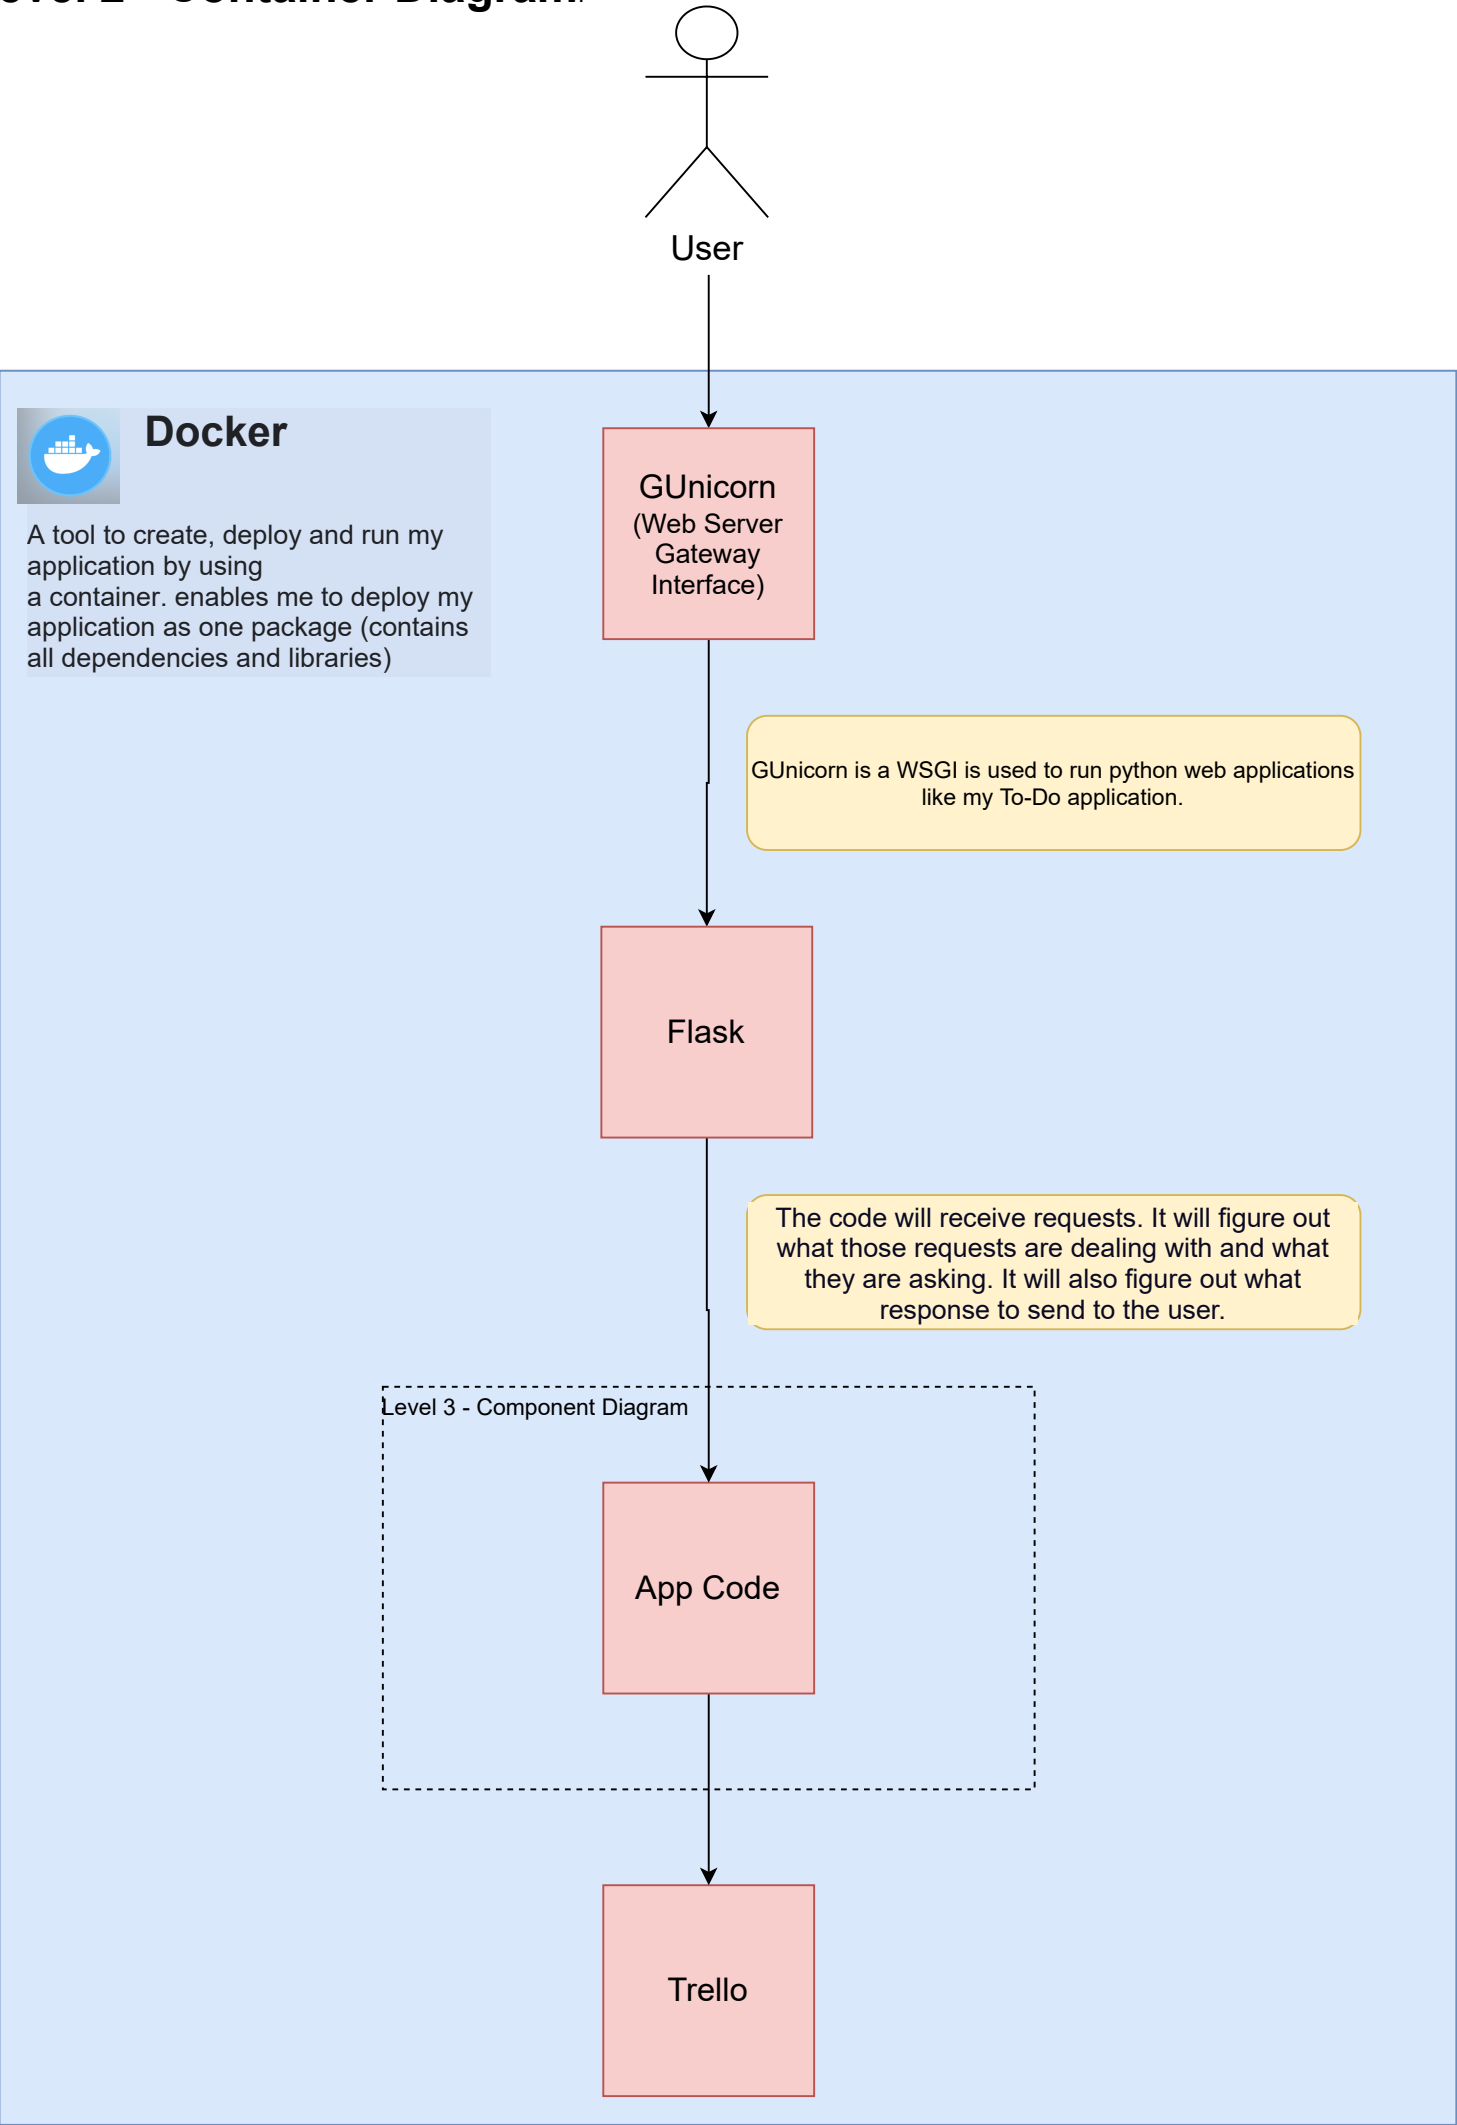 Level 2 - Container Diagram
User
Docker
A tool to create, deploy and run my
application by using
a container. enables me to deploy my
application as one package (contains
all dependencies and libraries)
GUnicorn
(Web Server
Gateway
Interface)
GUnicorn is a WSGI is used to run python web applications
like my To-Do application.
Flask
The code will receive requests. It will figure out
what those requests are dealing with and what
they are asking. It will also figure out what
response to send to the user.
Level 3 - Component Diagram
App Code
Trello